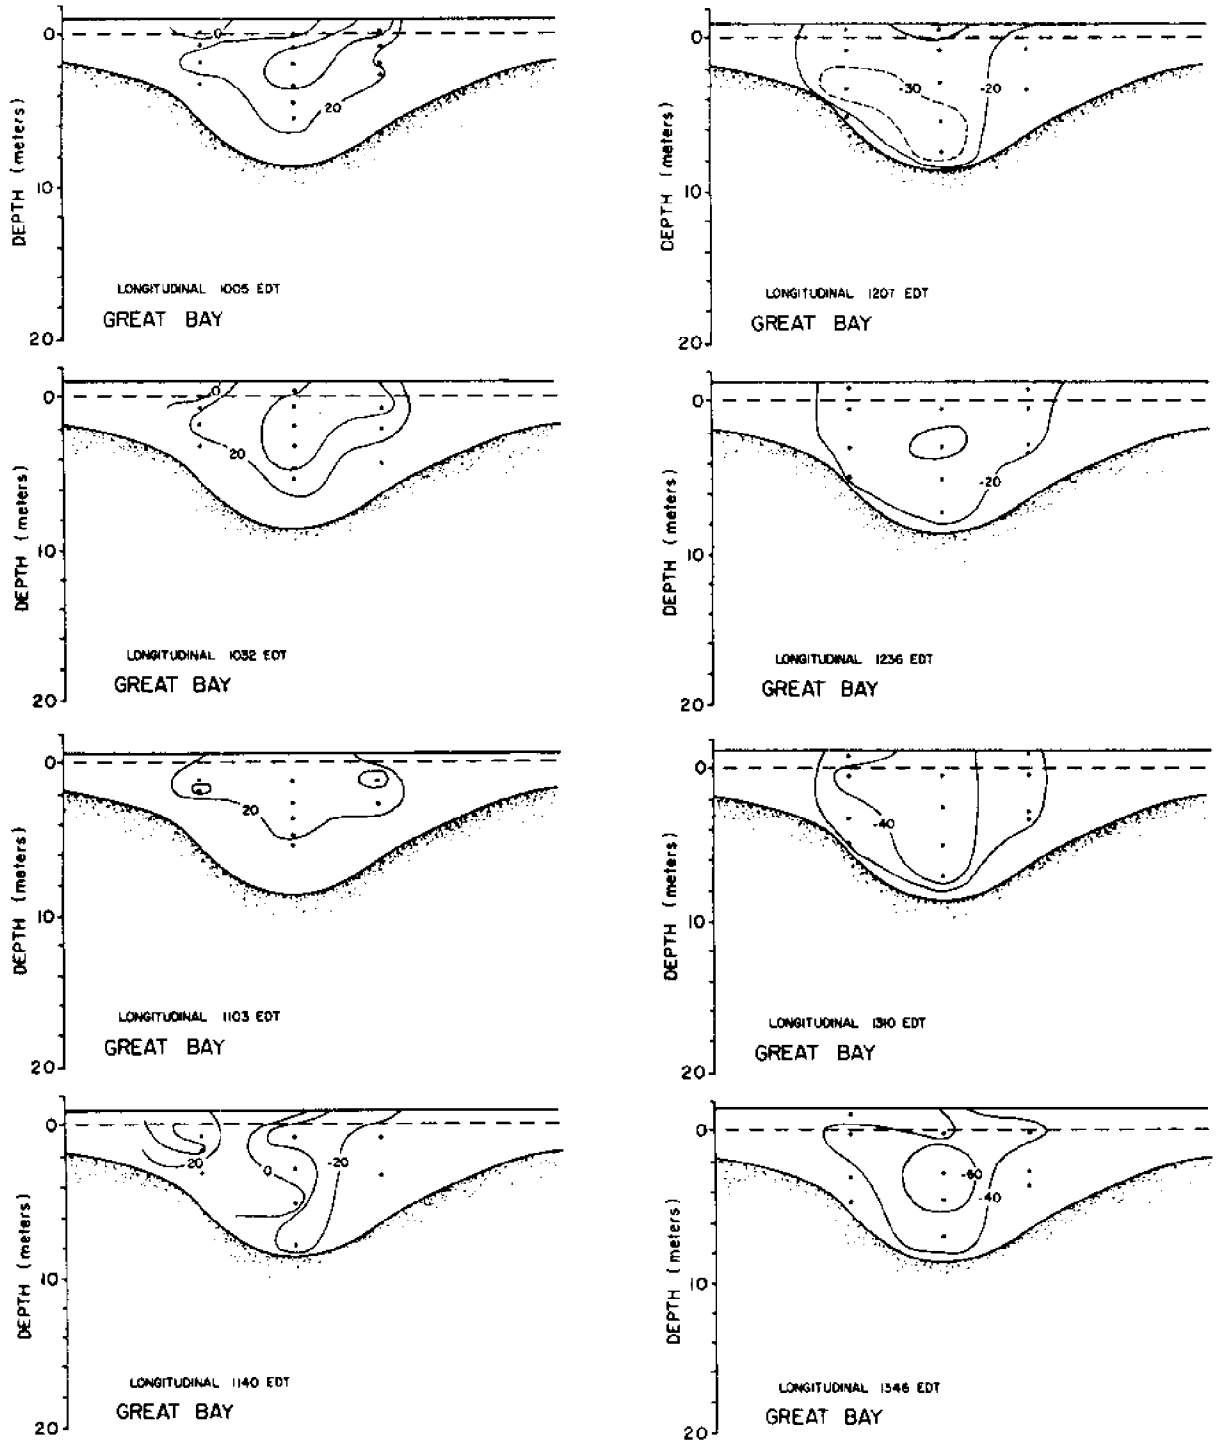 0
0
20
10
DEPTH (meters)
LONGITUDINAL 1005 EDT
GREAT BAY
20
0
0
20
10
DEPTH (meters)
LONGITUDINAL 1032 EDT
GREAT BAY
20
0
20
10
DEPTH (meters)
LONGITUDINAL 1103 EDT
GREAT BAY
20
0
20
0
-20
10
DEPTH (meters)
LONGITUDINAL 1140 EDT
GREAT BAY
20
0
-30
-20
10
DEPTH (meters)
LONGITUDINAL 1207 EDT
GREAT BAY
20
0
-20
10
DEPTH (meters)
LONGITUDINAL 1236 EDT
GREAT BAY
20
0
-40
10
DEPTH (meters)
LONGITUDINAL 1310 EDT
GREAT BAY
20
0
-60
-40
10
DEPTH (meters)
LONGITUDINAL 1346 EDT
GREAT BAY
20